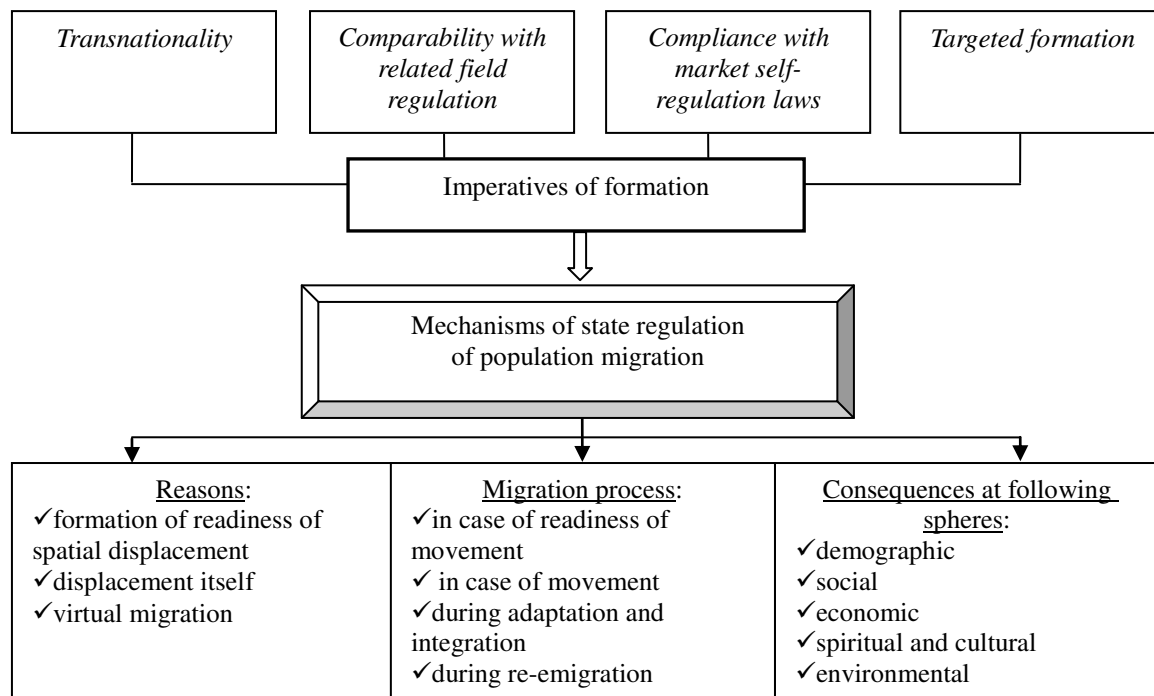 Transnationality
Comparability with
related field
regulation
Compliance with
market self-
regulation laws
Targeted formation
Imperatives of formation
Mechanisms of state regulation
of population migration
Reasons:
✓formation of readiness of
spatial displacement
✓displacement itself
✓virtual migration
Migration process:
✓in case of readiness of
movement
✓ in case of movement
✓during adaptation and
integration
✓during re-emigration
Consequences at following
spheres:
✓demographic
✓social
✓economic
✓spiritual and cultural
✓environmental